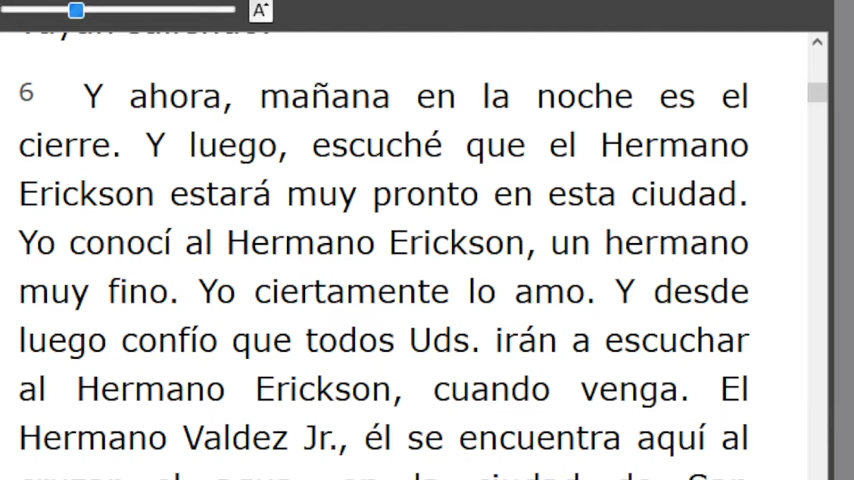 A
6 Y ahora, mañana en la noche es el
cierre. Y luego, escuché que el Hermano
Erickson estará muy pronto en esta ciudad.
Yo conocí al Hermano Erickson, un hermano
muy fino. Yo ciertamente lo amo. Y desde
luego confío que todos Uds. irán a escuchar
al Hermano Erickson, cuando venga. El
Hermano Valdez Jr., él se encuentra aquí al